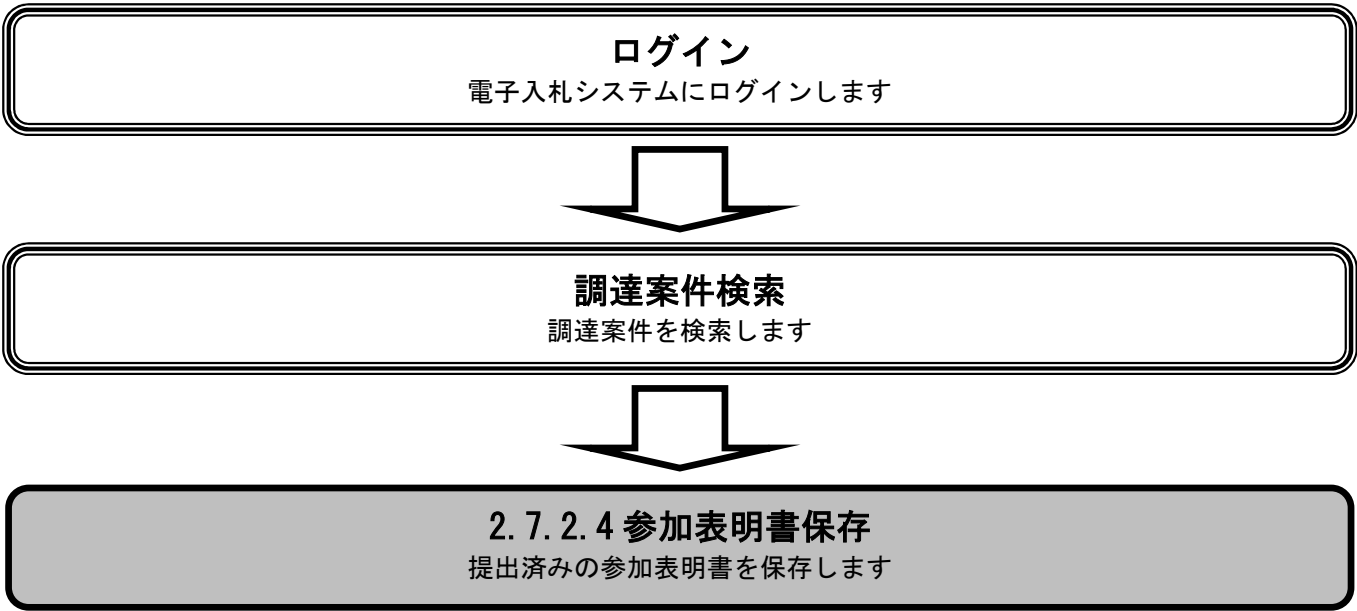 ログイン
電子入札システムにログインします
調達案件検索
調達案件を検索します
2.7.2.4 参加表明書保存
提出済みの参加表明書を保存します